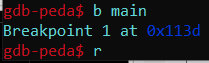 gdb-peda$ b main
Breakpoint 1 at 0x113d
gdb-peda$ r